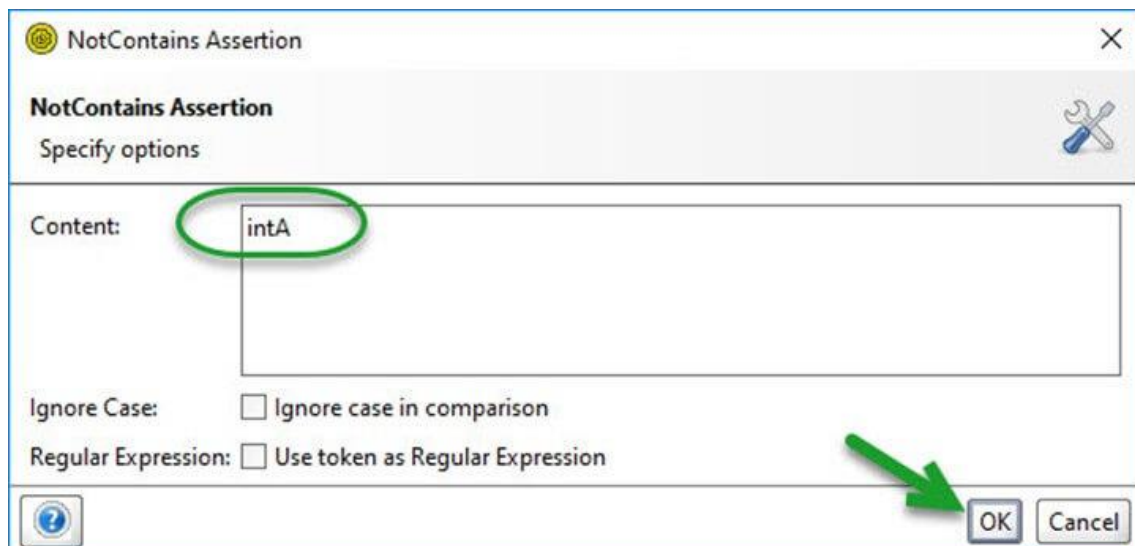 NotContains Assertion
NotContains Assertion
Specify options
Content:
intA
Ignore Case:
Ignore case in comparison
Regular Expression:
Use token as Regular Expression
OK
Cancel